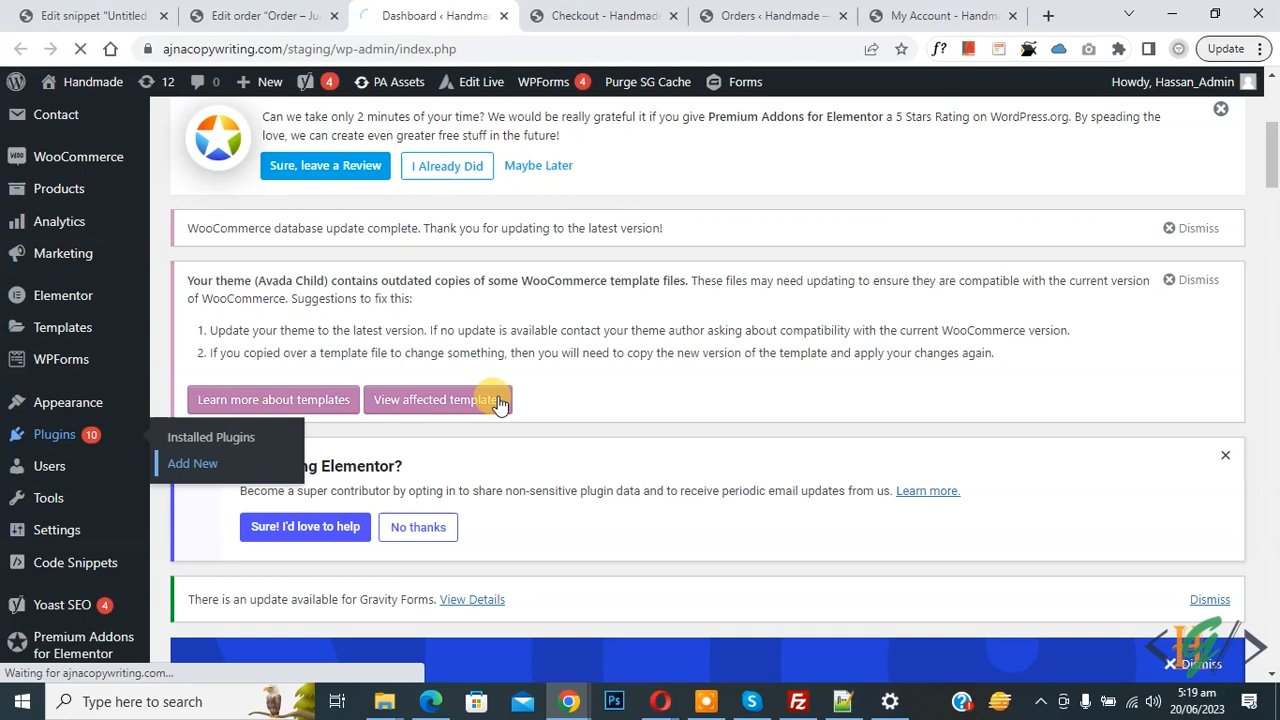 Edit snippet "Untitled
Edit order "Order – Ju
Dashboard ‹ Handma
Checkout - Handmad
Orders ‹ Handmade —
My Account - Handm
ajnacopywriting.com/staging/wp-admin/index.php
f?
Update
Handmade
12
0
New
4
PA Assets
Edit Live
WPForms 4
Purge SG Cache
Forms
Howdy, Hassan_Admin
Contact
WooCommerce
Products
Analytics
Marketing
Elementor
Templates
WPForms
Appearance
Plugins 10
Users
Tools
Settings
Code Snippets
Yoast SEO 4
Premium Addons
for Elementor
Installed Plugins
Add New
Can we take only 2 minutes of your time? We would be really grateful if you give Premium Addons for Elementor a 5 Stars Rating on WordPress.org. By speading the
love, we can create even greater free stuff in the future!
Sure, leave a Review
I Already Did
Maybe Later
WooCommerce database update complete. Thank you for updating to the latest version!
Dismiss
Your theme (Avada Child) contains outdated copies of some WooCommerce template files. These files may need updating to ensure they are compatible with the current version
of WooCommerce. Suggestions to fix this:
Dismiss
1. Update your theme to the latest version. If no update is available contact your theme author asking about compatibility with the current WooCommerce version.
2. If you copied over a template file to change something, then you will need to copy the new version of the template and apply your changes again.
Learn more about templates
View affected templates
ng Elementor?
Become a super contributor by opting in to share non-sensitive plugin data and to receive periodic email updates from us. Learn more.
Sure! I'd love to help
No thanks
There is an update available for Gravity Forms. View Details
Dismiss
Dismiss
Waiting for ajnacopywriting.com...
Type here to search
Ps
5:19 am
20/06/2023